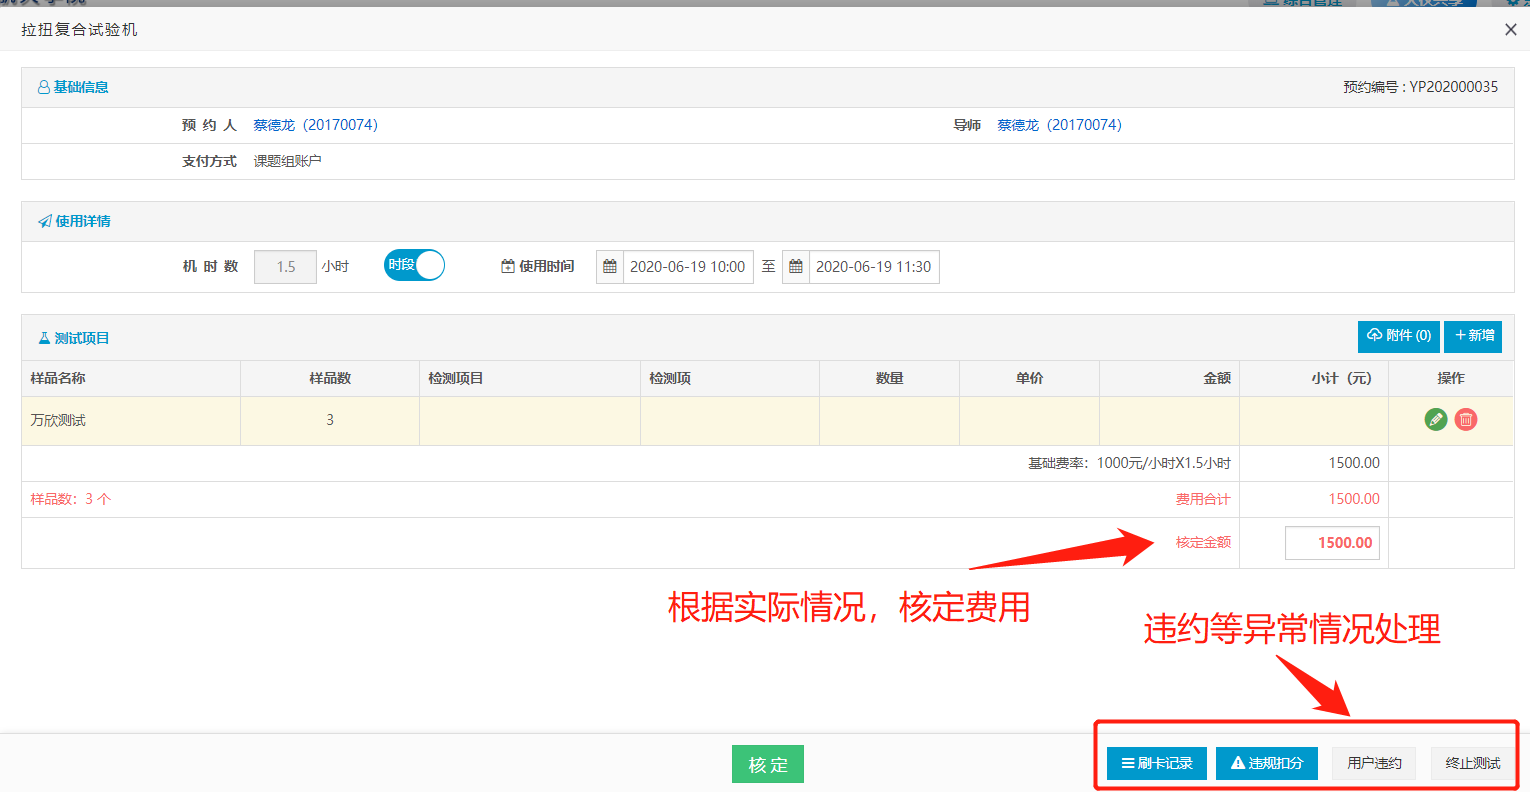 拉扭复合试验机
基础信息 预约编号 : YP202000035
预 约 人 蔡德龙（20170074） 导师 蔡德龙（20170074）
支付方式 课题组账户
使用详情
机 时 数 1.5 小时 时段 使用时间 2020-06-19 10:00 至 2020-06-19 11:30
测试项目 附件 (0) 新增
样品名称 样品数 检测项目 检测项 数量 单价 金额 小计（元） 操作
万欣测试 3
基础费率：1000元/小时X1.5小时 1500.00
样品数：3 个 费用合计 1500.00
核定金额 1500.00
根据实际情况，核定费用
违约等异常情况处理
核 定 刷卡记录 违规扣分 用户违约 终止测试